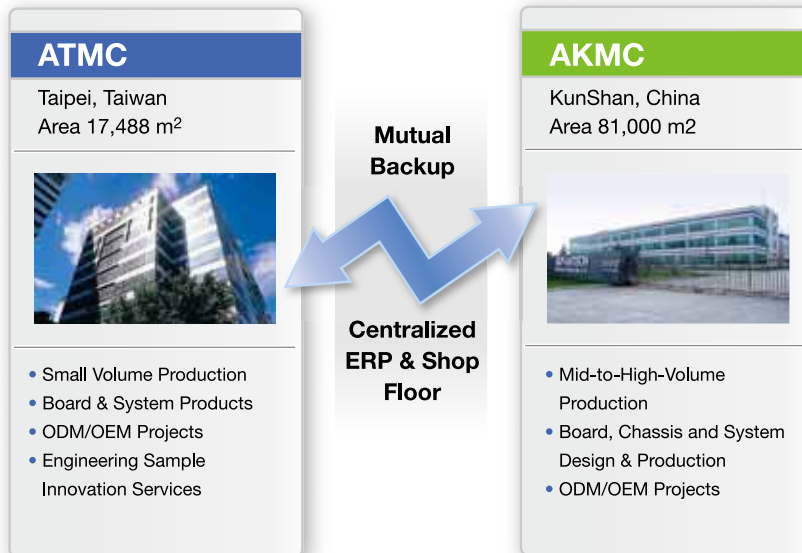 ATMC
Taipei, Taiwan
Area 17,488 m²
• Small Volume Production
• Board & System Products
• ODM/OEM Projects
• Engineering Sample
Innovation Services
Mutual
Backup
Centralized
ERP & Shop
Floor
AKMC
KunShan, China
Area 81,000 m2
• Mid-to-High-Volume
Production
• Board, Chassis and System
Design & Production
• ODM/OEM Projects